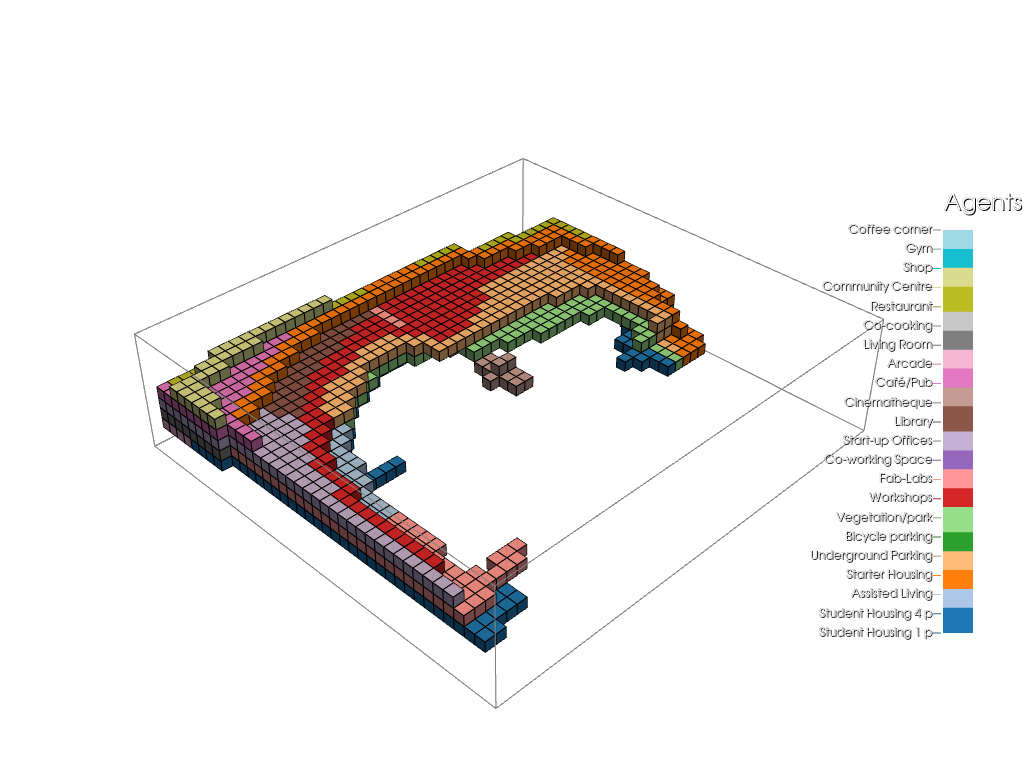 Agents
Coffee corner
Gym
Shop
Community Centre
Restaurant
Co-cooking
Living Room
Arcade
Café/Pub
Cinematheque
Library
Start-up Offices
Co-working Space
Fab-Labs
Workshops
Vegetation/park
Bicycle parking
Underground Parking
Starter Housing
Assisted Living
Student Housing 4 p
Student Housing 1 p